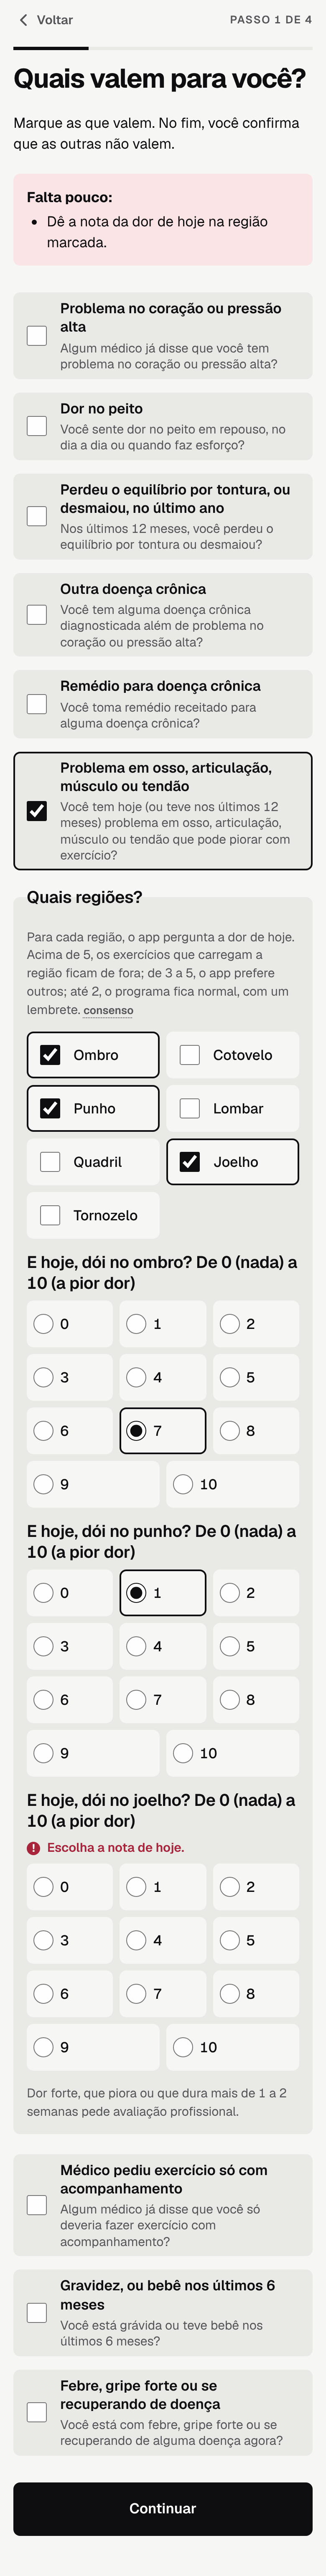 Voltar
PASSO 1 DE 4
Quais valem para você?
Marque as que valem. No fim, você confirma
que as outras não valem.
Falta pouco:
• Dê a nota da dor de hoje na região
marcada.
Problema no coração ou pressão
alta
Algum médico já disse que você tem
problema no coração ou pressão alta?
Dor no peito
Você sente dor no peito em repouso, no
dia a dia ou quando faz esforço?
Perdeu o equilíbrio por tontura, ou
desmaiou, no último ano
Nos últimos 12 meses, você perdeu o
equilíbrio por tontura ou desmaiou?
Outra doença crônica
Você tem alguma doença crônica
diagnosticada além de problema no
coração ou pressão alta?
Remédio para doença crônica
Você toma remédio receitado para
alguma doença crônica?
Problema em osso, articulação,
músculo ou tendão
Você tem hoje (ou teve nos últimos 12
meses) problema em osso, articulação,
músculo ou tendão que pode piorar com
exercício?
Quais regiões?
Para cada região, o app pergunta a dor de hoje.
Acima de 5, os exercícios que carregam a
região ficam de fora; de 3 a 5, o app prefere
outros; até 2, o programa fica normal, com um
lembrete. consenso
Ombro
Cotovelo
Punho
Lombar
Quadril
Joelho
Tornozelo
E hoje, dói no ombro? De 0 (nada) a
10 (a pior dor)
0
1
2
3
4
5
6
7
8
9
10
E hoje, dói no punho? De 0 (nada) a
10 (a pior dor)
0
1
2
3
4
5
6
7
8
9
10
E hoje, dói no joelho? De 0 (nada) a
10 (a pior dor)
! Escolha a nota de hoje.
0
1
2
3
4
5
6
7
8
9
10
Dor forte, que piora ou que dura mais de 1 a 2
semanas pede avaliação profissional.
Médico pediu exercício só com
acompanhamento
Algum médico já disse que você só
deveria fazer exercício com
acompanhamento?
Gravidez, ou bebê nos últimos 6
meses
Você está grávida ou teve bebê nos
últimos 6 meses?
Febre, gripe forte ou se
recuperando de doença
Você está com febre, gripe forte ou se
recuperando de alguma doença agora?
Continuar